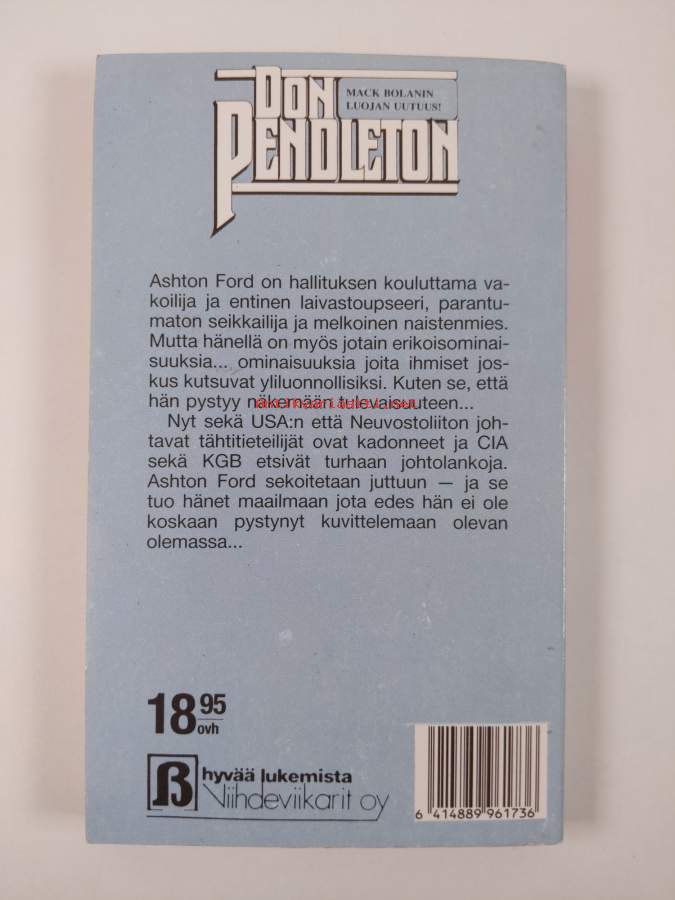 DON
MACK BOLANIN
LUOJAN UUTUUS!
PENDLETON
Ashton Ford on hallituksen kouluttama va-
koilija ja entinen laivastoupseeri, parantu-
maton seikkailija ja melkoinen naistenmies.
Mutta hänellä on myös jotain erikoisominai-
suuksia... ominaisuuksia joita ihmiset jos-
kus kutsuvat yliluonnollisiksi. Kuten se, että
hän pystyy näkemään tulevaisuuteen...
antikvariaatti.net
Nyt sekä USA:n että Neuvostoliiton joh-
tavat tähtitieteilijät ovat kadonneet ja CIA
sekä KGB etsivät turhaan johtolankoja.
Ashton Ford sekoitetaan juttuun — ja se
tuo hänet maailmaan jota edes hän ei ole
koskaan pystynyt kuvittelemaan olevan
olemassa...
18 95
ovh
hyvää lukemista
Viihdeviikarit oy
6 414889 961736